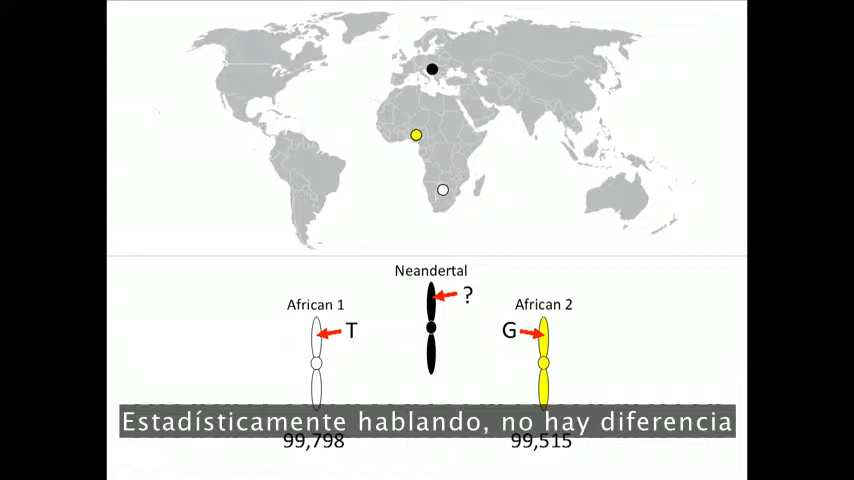 Neandertal
?
African 1
African 2
T
G
Estadísticamente hablando, no hay diferencia
99,798
99,515